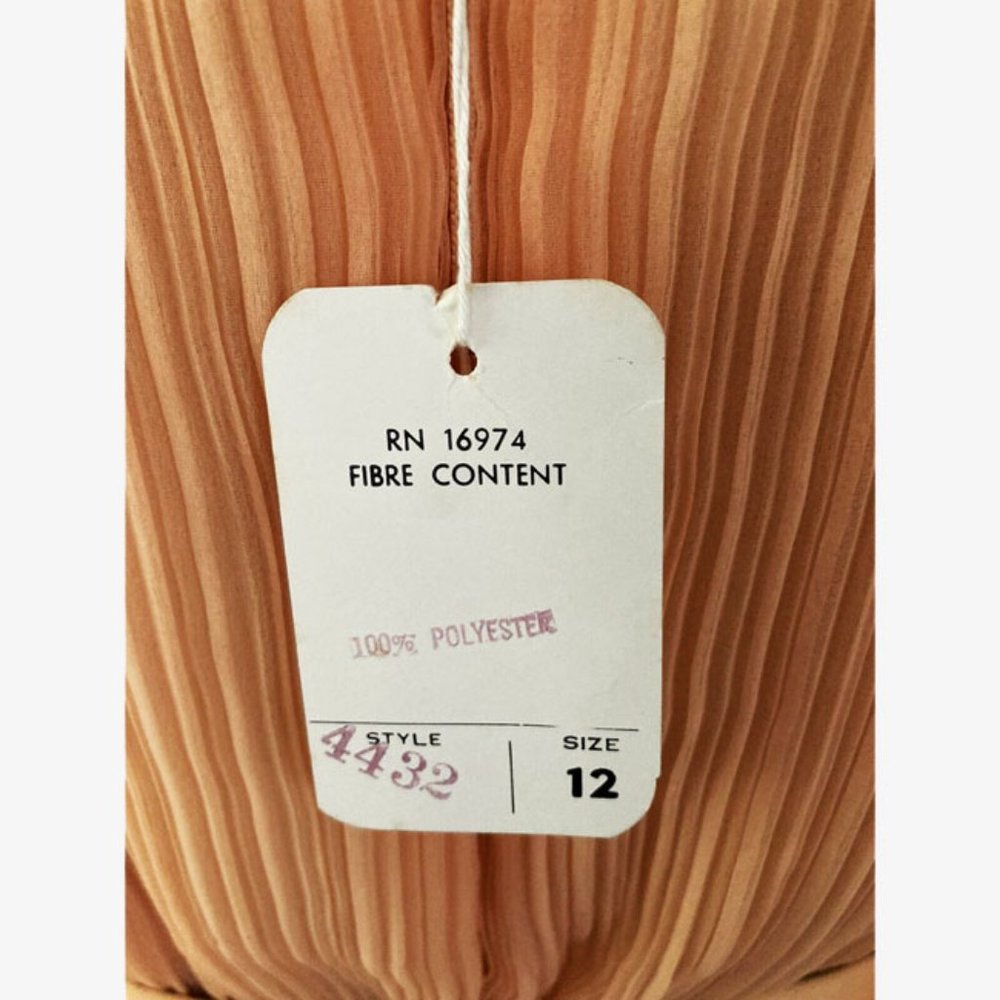 RN 16974
FIBRE CONTENT
100% POLYESTER
STYLE
4432
SIZE
12